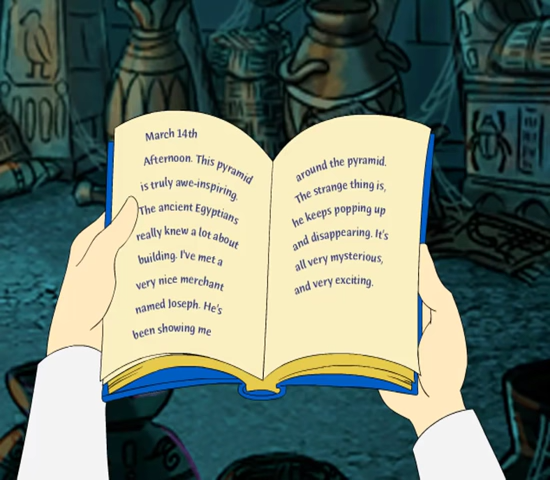 March 14th
Afternoon. This pyramid
is truly awe-inspiring.
The ancient Egyptians
really knew a lot about
building. I've met a
very nice merchant
named Joseph. He's
been showing me
around the pyramid.
The strange thing is,
he keeps popping up
and disappearing. It's
all very mysterious,
and very exciting.